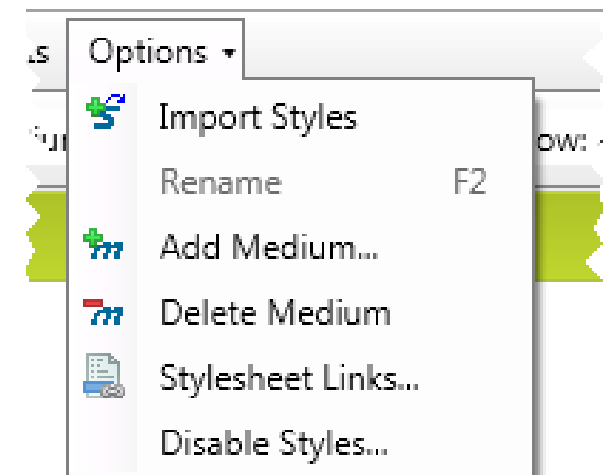 Options
Import Styles
Rename F2
Add Medium...
Delete Medium
Stylesheet Links...
Disable Styles...